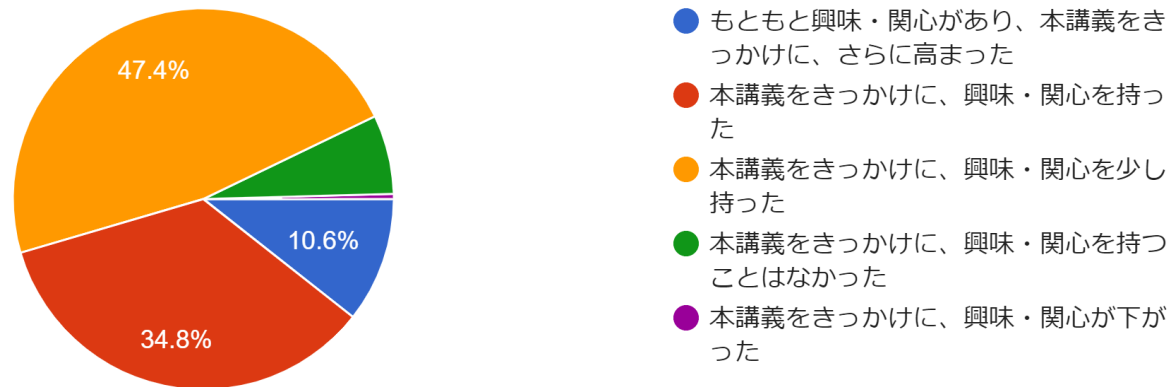 47.4%
10.6%
34.8%
もともと興味・関心があり、本講義をき
っかけに、さらに高まった
本講義をきっかけに、興味・関心を持っ
た
本講義をきっかけに、興味・関心を少し
持った
本講義をきっかけに、興味・関心を持つ
ことはなかった
本講義をきっかけに、興味・関心が下が
った